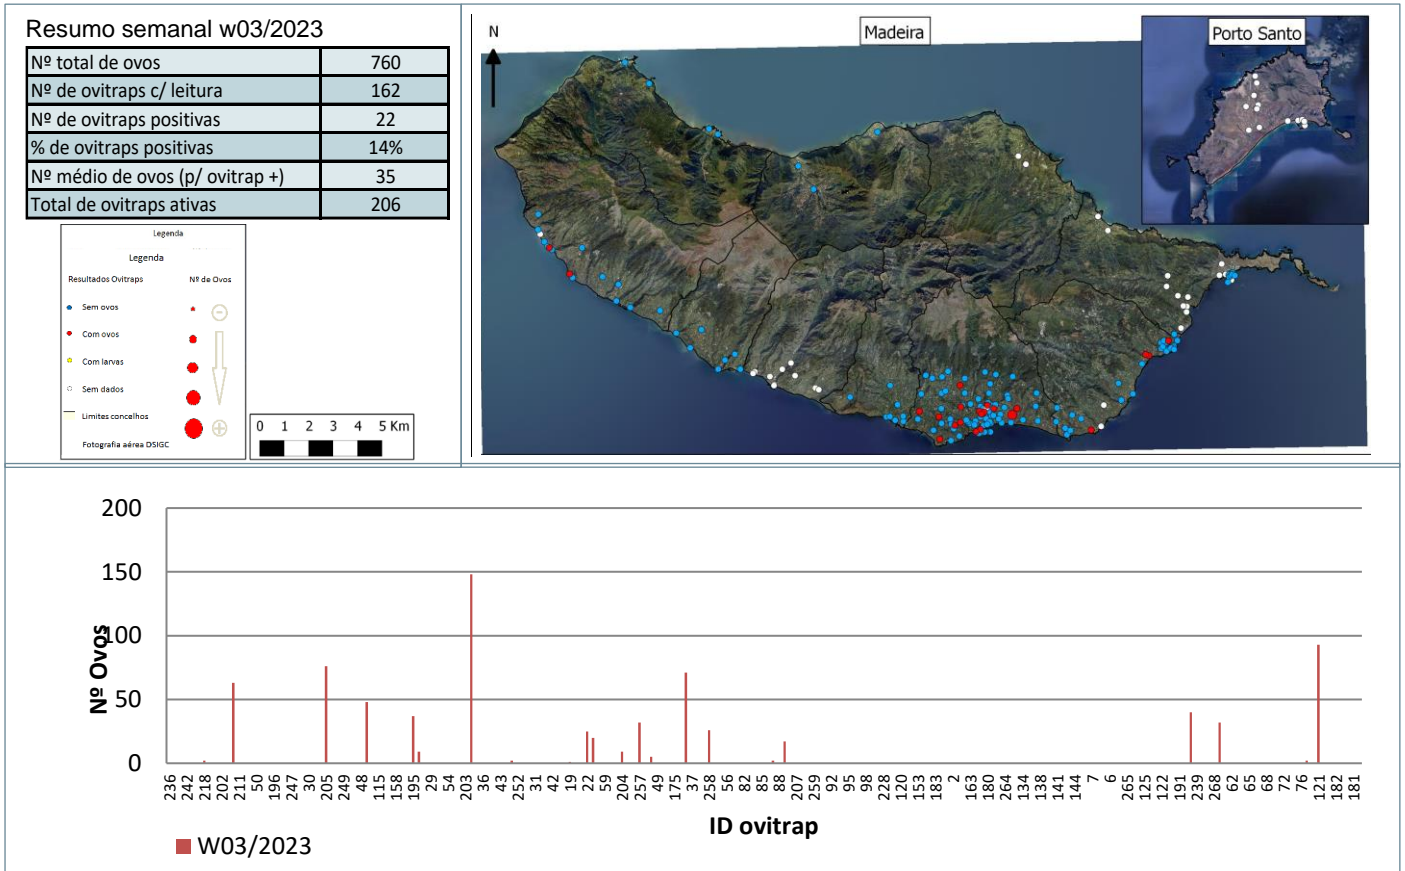 Resumo semanal w03/2023
Nº total de ovos 760
Nº de ovitraps c/ leitura 162
Nº de ovitraps positivas 22
% de ovitraps positivas 14%
Nº médio de ovos (p/ ovitrap +) 35
Total de ovitraps ativas 206
Legenda
Legenda
Resultados Ovitraps Nº de Ovos
Sem ovos
Com ovos
Com larvas
Sem dados
Limites concelhos
Fotografia aérea DSIGC
0 1 2 3 4 5 Km
N
Madeira
Porto Santo
200
150
100
50
0
Nº Ovos
236 242 218 202 211 50 196 247 30 205 249 48 115 158 195 29 54 203 36 43 252 31 42 19 22 59 204 257 49 175 37 258 56 82 85 88 207 259 92 95 98 228 120 153 183 2 163 180 264 134 138 141 144 7 6 265 125 122 191 239 268 62 65 68 72 76 121 182 181
ID ovitrap
W03/2023